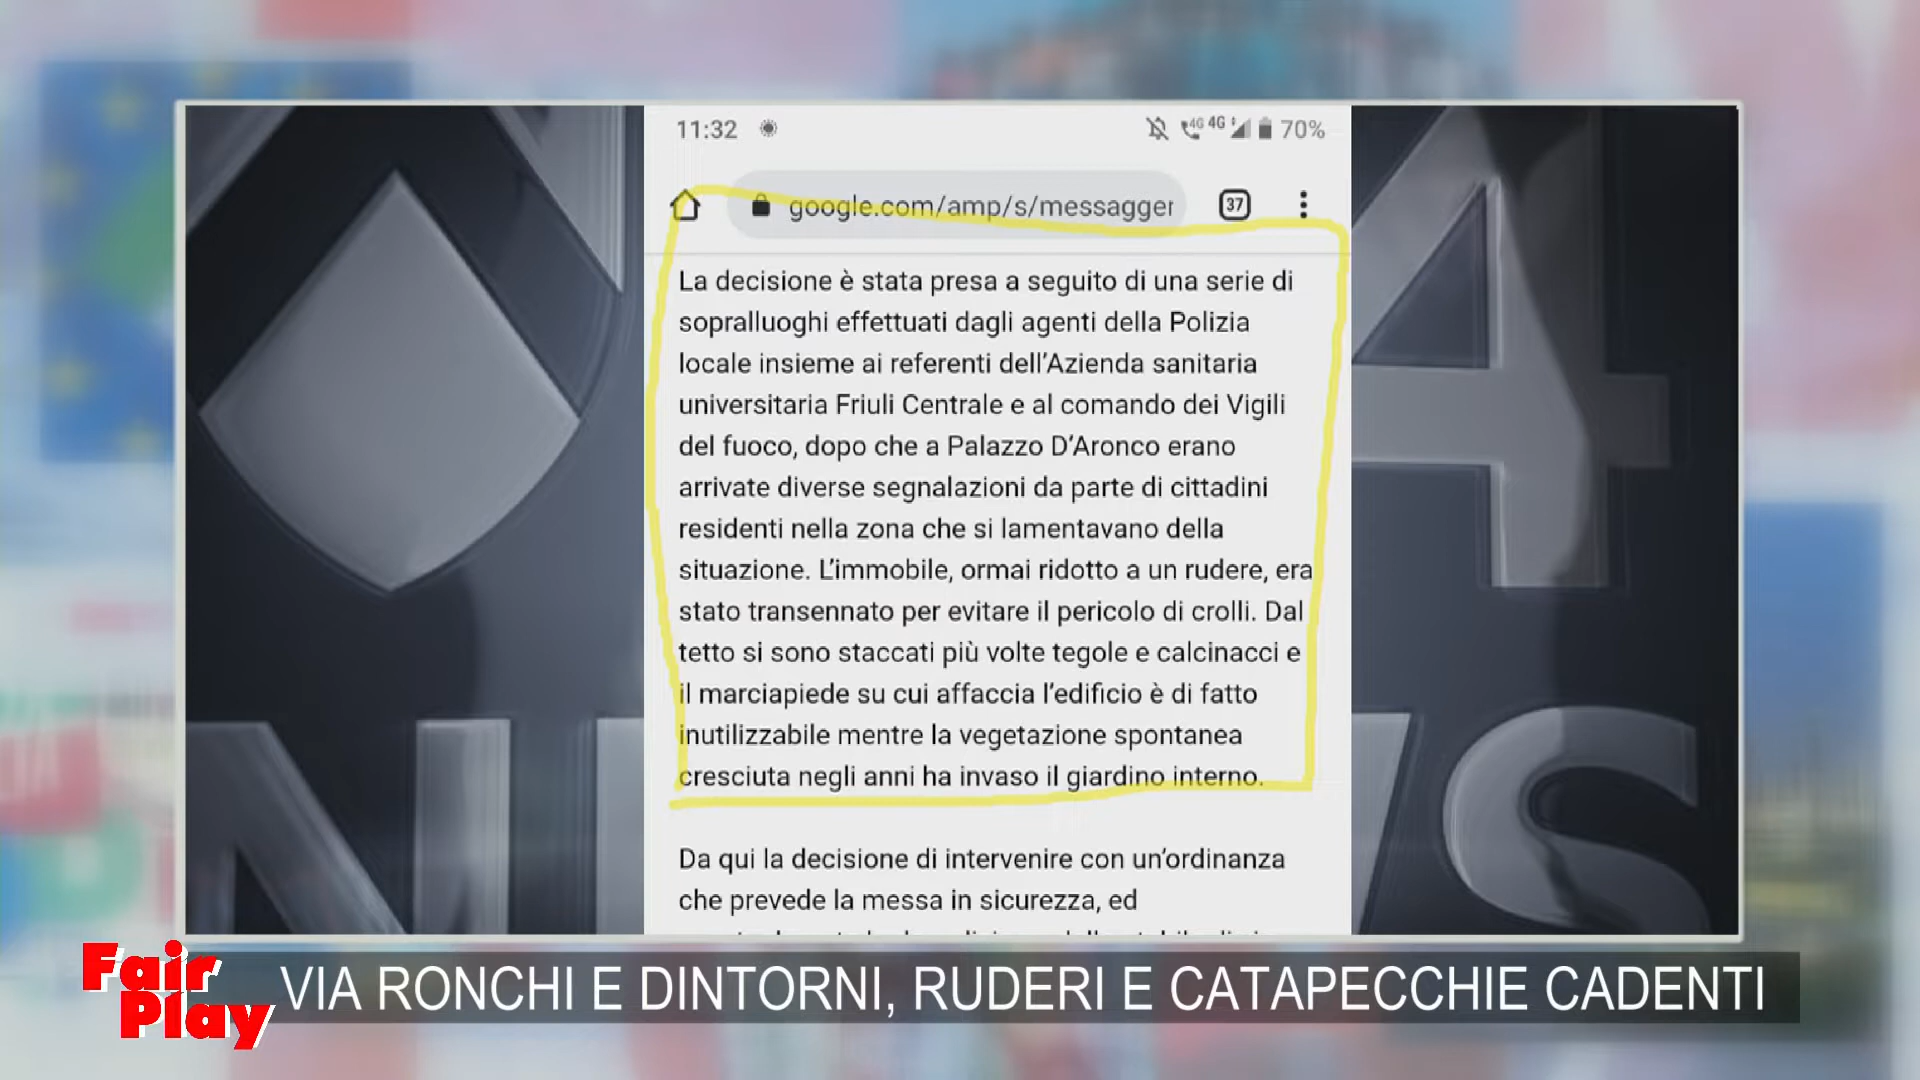 11:32
4G 4G 70%
google.com/amp/s/messagger
37
La decisione è stata presa a seguito di una serie di
sopralluoghi effettuati dagli agenti della Polizia
locale insieme ai referenti dell'Azienda sanitaria
universitaria Friuli Centrale e al comando dei Vigili
del fuoco, dopo che a Palazzo D'Aronco erano
arrivate diverse segnalazioni da parte di cittadini
residenti nella zona che si lamentavano della
situazione. L'immobile, ormai ridotto a un rudere, era
stato transennato per evitare il pericolo di crolli. Dal
tetto si sono staccati più volte tegole e calcinacci e
il marciapiede su cui affaccia l'edificio è di fatto
inutilizzabile mentre la vegetazione spontanea
cresciuta negli anni ha invaso il giardino interno.
Da qui la decisione di intervenire con un'ordinanza
che prevede la messa in sicurezza, ed
4
N S
Fair
Play
VIA RONCHI E DINTORNI, RUDERI E CATAPECCHIE CADENTI